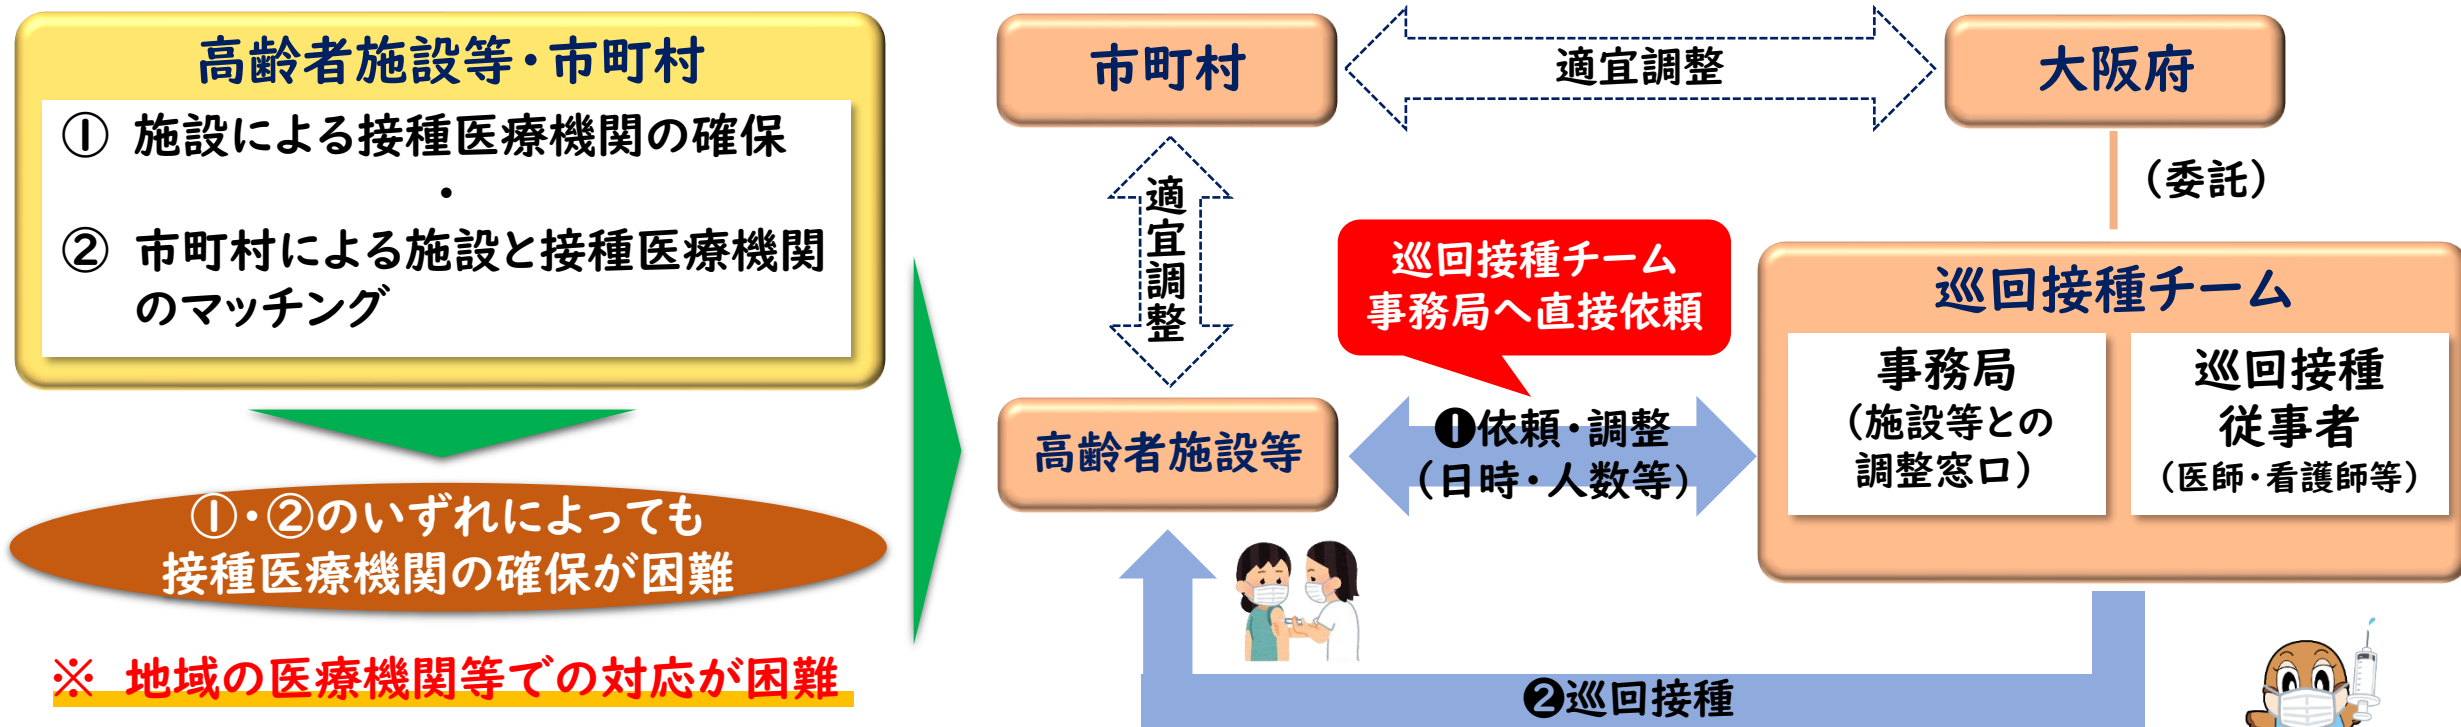 高齢者施設等・市町村
① 施設による接種医療機関の確保
・
② 市町村による施設と接種医療機関
のマッチング
①・②のいずれによっても
接種医療機関の確保が困難
※ 地域の医療機関等での対応が困難
市町村
適宜調整
大阪府
（委託）
適宜調整
巡回接種チーム
事務局へ直接依頼
巡回接種チーム
事務局
（施設等との
調整窓口）
巡回接種
従事者
（医師・看護師等）
高齢者施設等
❶依頼・調整
（日時・人数等）
❷巡回接種